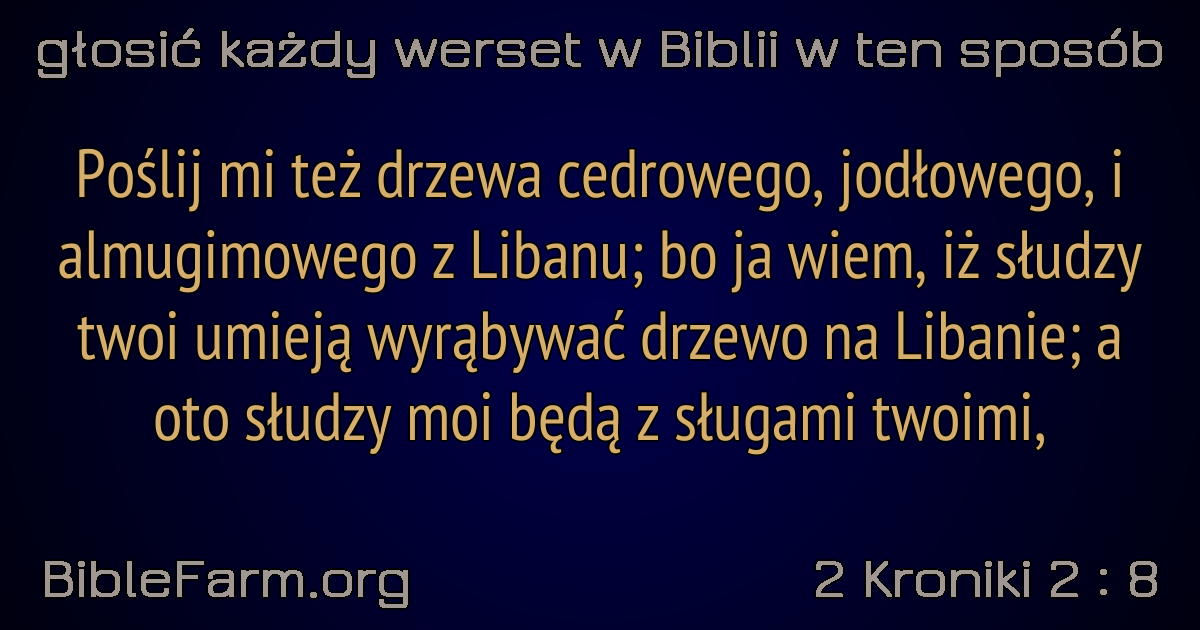 głosić każdy werset w Biblii w ten sposób
Poślij mi też drzewa cedrowego, jodłowego, i
almugimowego z Libanu; bo ja wiem, iż słudzy
twoi umieją wyrąbywać drzewo na Libanie; a
oto słudzy moi będą z sługami twoimi,
BibleFarm.org
2 Kroniki 2 : 8